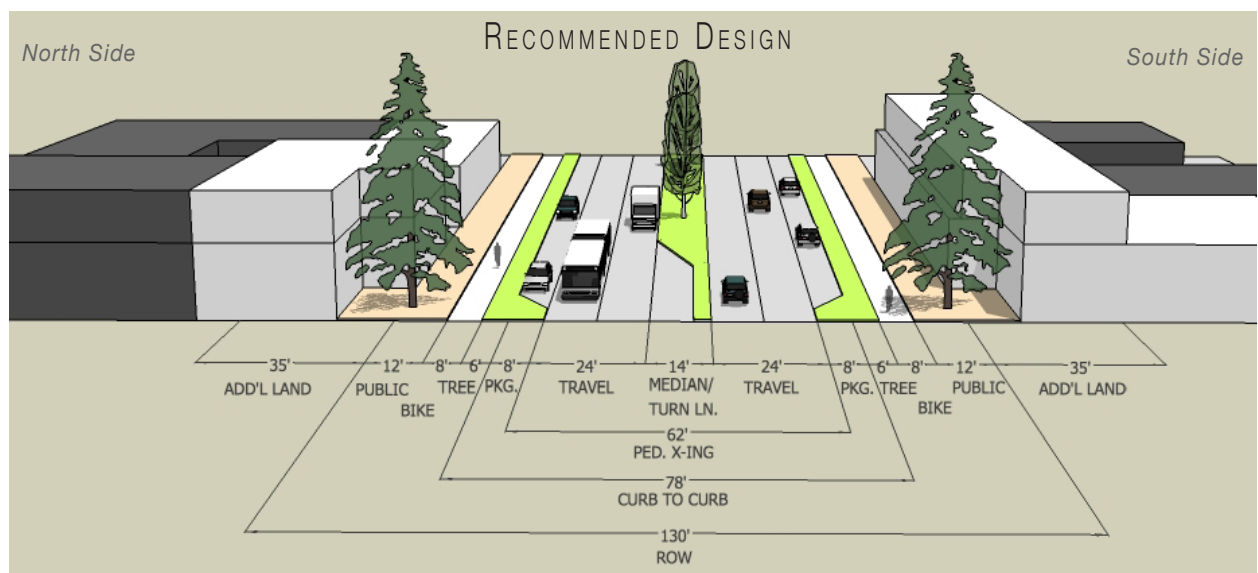 RECOMMENDED DESIGN
North Side
South Side
35' 12' 8' 6' 8' 24' 14' 24' 8' 6' 8' 12' 35'
ADD'L LAND PUBLIC BIKE TREE PKG. TRAVEL MEDIAN/ TRAVEL PKG. TREE BIKE PUBLIC ADD'L LAND
TURN LN.
62'
PED. X-ING
78'
CURB TO CURB
130'
ROW